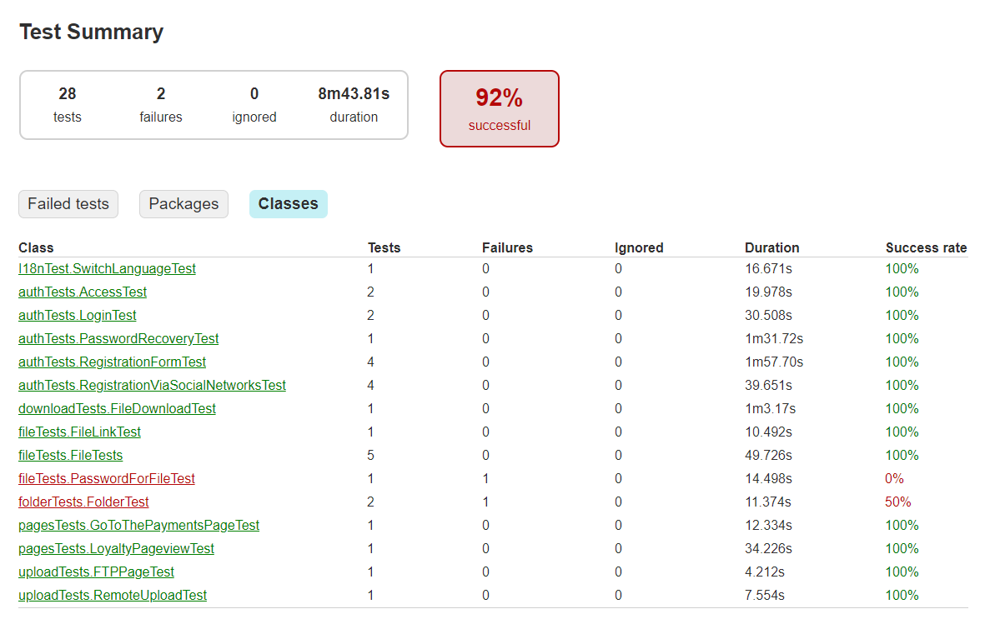 Test Summary
28 2 0 8m43.81s
tests failures ignored duration
92%
successful
Failed tests Packages Classes
Class Tests Failures Ignored Duration Success rate
I18nTest.SwitchLanguageTest 1 0 0 16.671s 100%
authTests.AccessTest 2 0 0 19.978s 100%
authTests.LoginTest 2 0 0 30.508s 100%
authTests.PasswordRecoveryTest 1 0 0 1m31.72s 100%
authTests.RegistrationFormTest 4 0 0 1m57.70s 100%
authTests.RegistrationViaSocialNetworksTest 4 0 0 39.651s 100%
downloadTests.FileDownloadTest 1 0 0 1m3.17s 100%
fileTests.FileLinkTest 1 0 0 10.492s 100%
fileTests.FileTests 5 0 0 49.726s 100%
fileTests.PasswordForFileTest 1 1 0 14.498s 0%
folderTests.FolderTest 2 1 0 11.374s 50%
pagesTests.GoToThePaymentsPageTest 1 0 0 12.334s 100%
pagesTests.LoyaltyPageviewTest 1 0 0 34.226s 100%
uploadTests.FTPPageTest 1 0 0 4.212s 100%
uploadTests.RemoteUploadTest 1 0 0 7.554s 100%